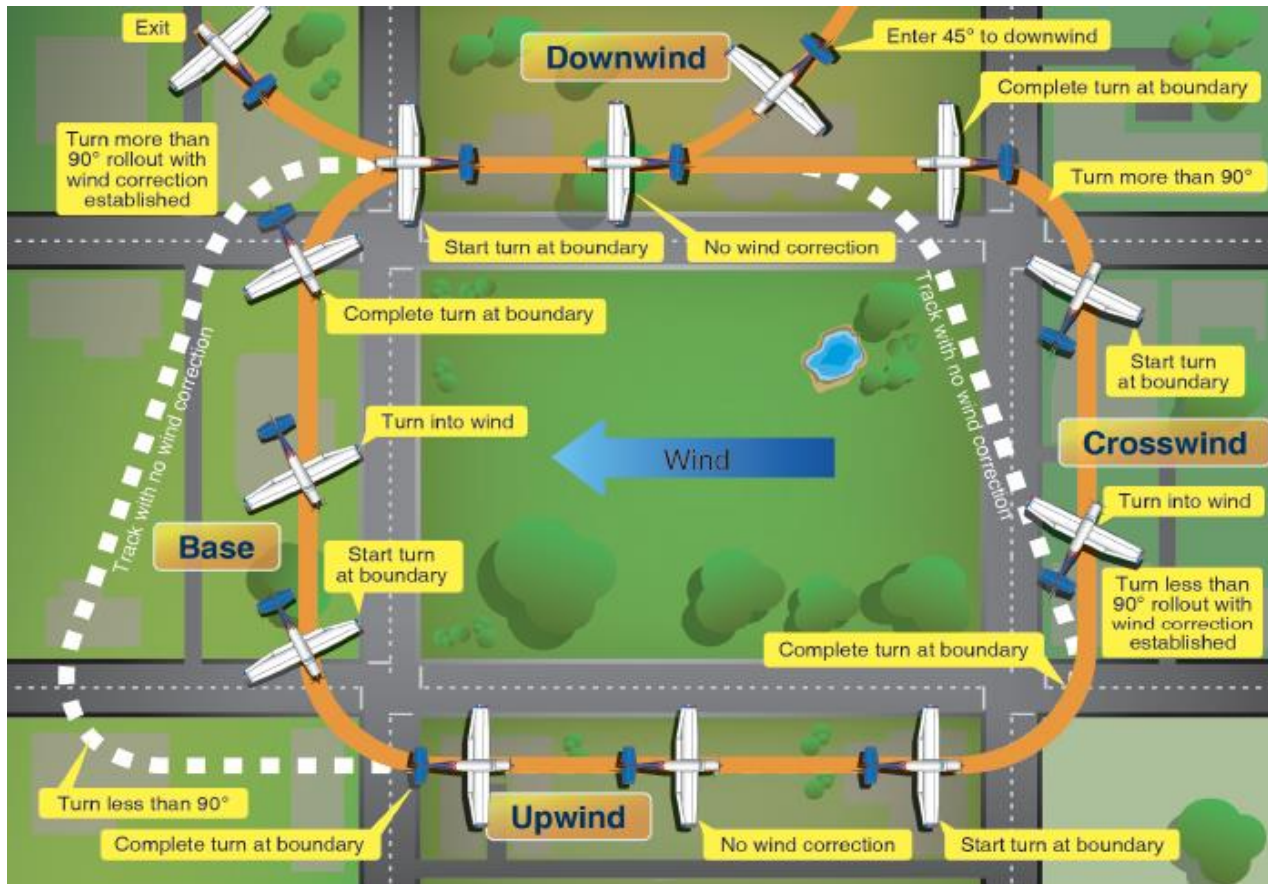 Exit
Downwind
Enter 45° to downwind
Complete turn at boundary
Turn more than
90° rollout with
wind correction
established
Turn more than 90°
Start turn at boundary
No wind correction
Complete turn at boundary
Track with no wind correction
Track with no wind correction
Start turn
at boundary
Turn into wind
Wind
Crosswind
Turn into wind
Base
Start turn
at boundary
Turn less than
90° rollout with
wind correction
established
Complete turn at boundary
Turn less than 90°
Upwind
Complete turn at boundary
No wind correction
Start turn at boundary